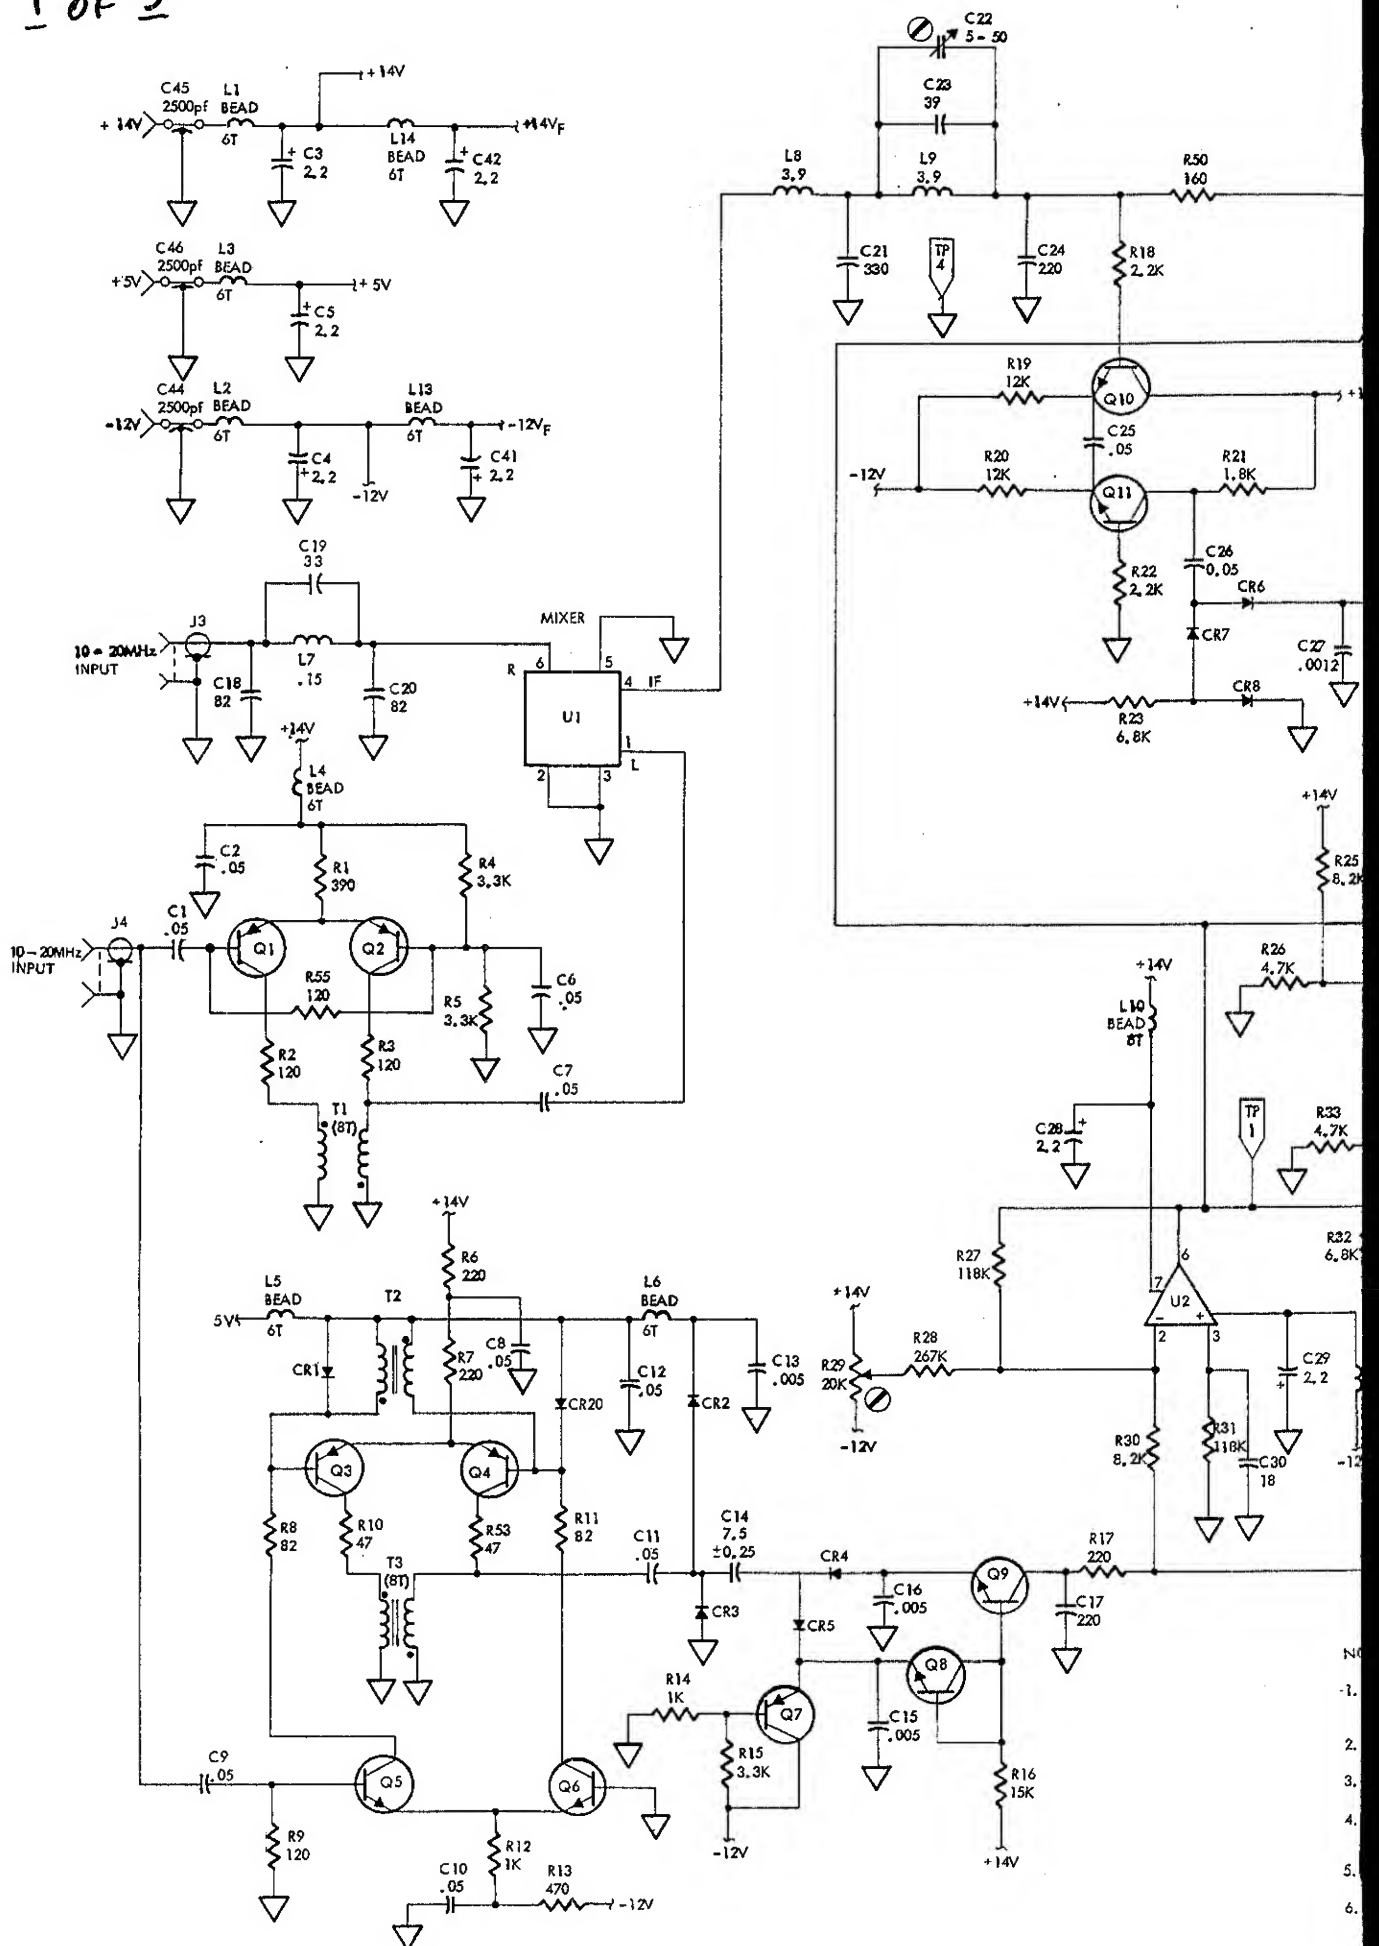 1 OF 3
C22
5-50
C45
2500pf
L1
BEAD
6T
+14V
+14V
L14
BEAD
6T
+14VF
C3
2.2
C42
2.2
C23
39
L8
3.9
L9
3.9
R50
160
C46
2500pf
L3
BEAD
6T
+5V
+5V
C5
2.2
C21
330
TP
4
C24
220
R18
2.2K
C44
2500pf
L2
BEAD
6T
L13
BEAD
6T
-12V
-12VF
C4
2.2
C41
2.2
-12V
R19
12K
Q10
C25
.05
R20
12K
-12V
Q11
R21
1.8K
C19
33
R22
2.2K
C26
0.05
CR6
CR7
C27
.0012
J3
10-20MHz
INPUT
L7
.15
C18
82
C20
82
MIXER
R 6
5
4 IF
U1
1
L
2
3
CR8
+14V
R23
6.8K
+14V
L4
BEAD
6T
+14V
C2
.05
R1
390
R4
3.3K
R25
8.2K
J4
C1
.05
10-20MHz
INPUT
Q1
Q2
R55
120
R5
3.3K
C6
.05
R26
4.7K
+14V
L10
BEAD
8T
R2
120
R3
120
C7
.05
T1
(8T)
C28
2.2
TP
1
R33
4.7K
+14V
R6
220
R27
118K
R32
6.8K
6
7
U2
2
3
L5
BEAD
6T
5V
T2
L6
BEAD
6T
+14V
R28
267K
CR1
R7
220
C8
.05
C12
.05
C13
.005
R29
20K
C29
2.2
CR20
CR2
-12V
R30
8.2K
R31
118K
C30
18
-12
Q3
Q4
R8
82
R10
47
R53
47
R11
82
C11
.05
C14
7.5
±0.25
CR4
Q9
R17
220
T3
(8T)
CR3
CR5
C16
.005
C17
220
R14
1K
Q7
Q8
C15
.005
R15
3.3K
R16
15K
-12V
+14V
C9
.05
Q5
Q6
R9
120
R12
1K
C10
.05
R13
470
-12V
1.
2.
3.
4.
5.
6.